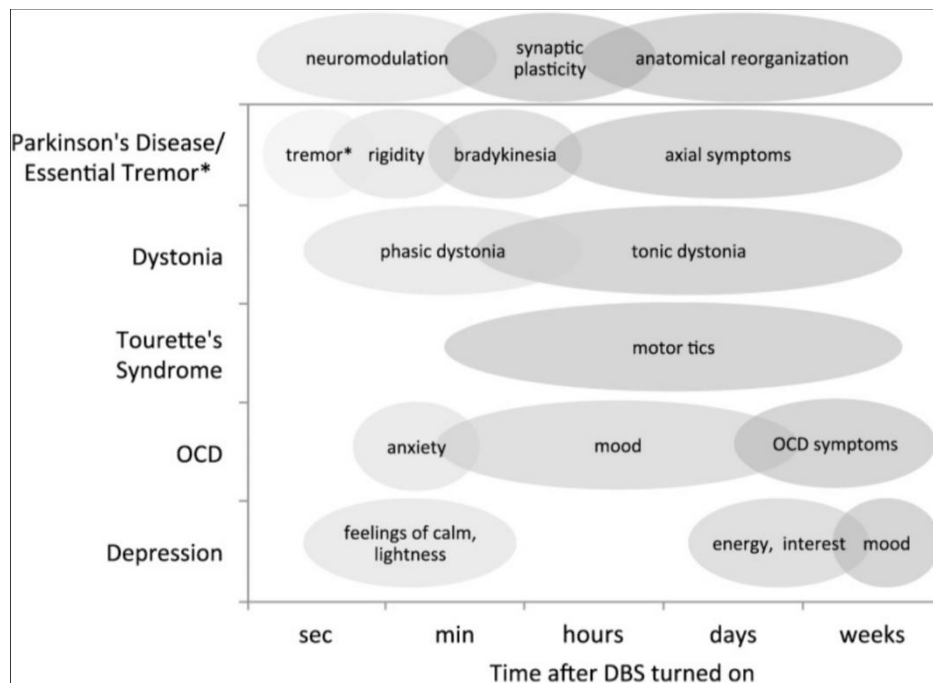 neuromodulation
synaptic
plasticity
anatomical reorganization
Parkinson's Disease/
Essential Tremor*
tremor*
rigidity
bradykinesia
axial symptoms
Dystonia
phasic dystonia
tonic dystonia
Tourette's
Syndrome
motor tics
OCD
anxiety
mood
OCD symptoms
Depression
feelings of calm,
lightness
energy, interest
mood
sec
min
hours
days
weeks
Time after DBS turned on